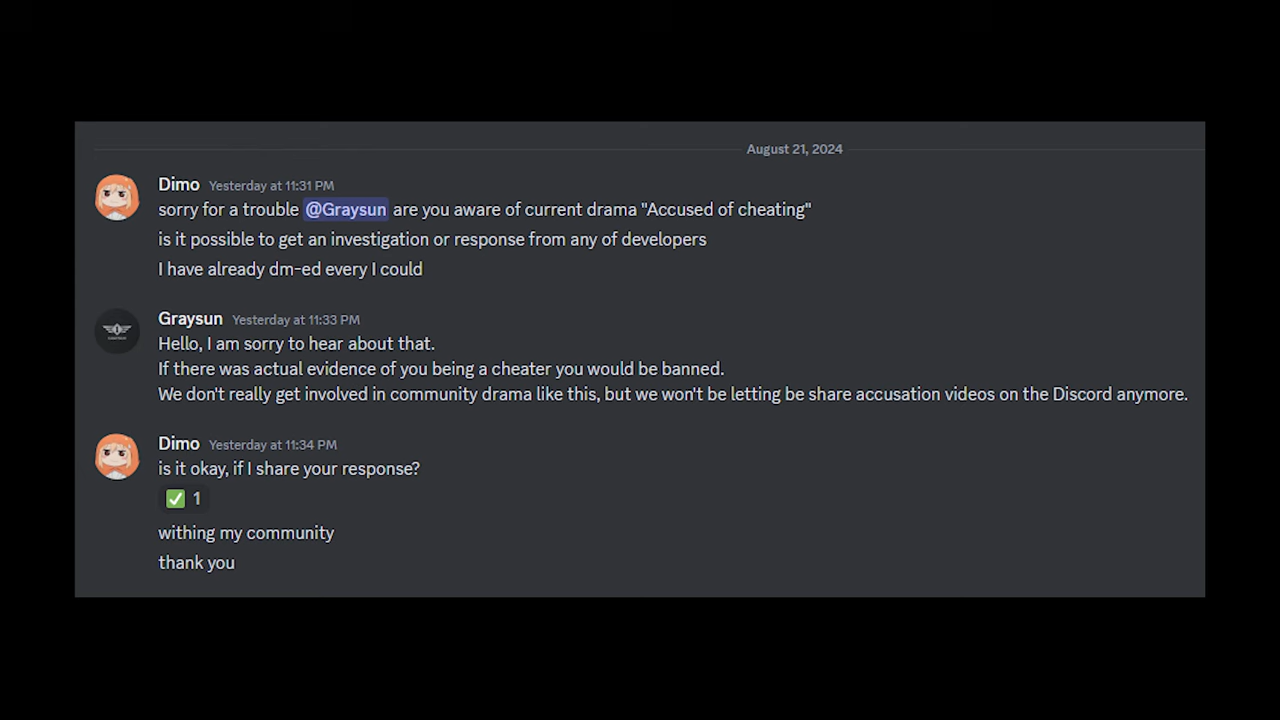 August 21, 2024
Dimo Yesterday at 11:31 PM
sorry for a trouble @Graysun are you aware of current drama "Accused of cheating"
is it possible to get an investigation or response from any of developers
I have already dm-ed every I could
Graysun Yesterday at 11:33 PM
Hello, I am sorry to hear about that.
If there was actual evidence of you being a cheater you would be banned.
We don't really get involved in community drama like this, but we won't be letting be share accusation videos on the Discord anymore.
Dimo Yesterday at 11:34 PM
is it okay, if I share your response?
✅ 1
withing my community
thank you